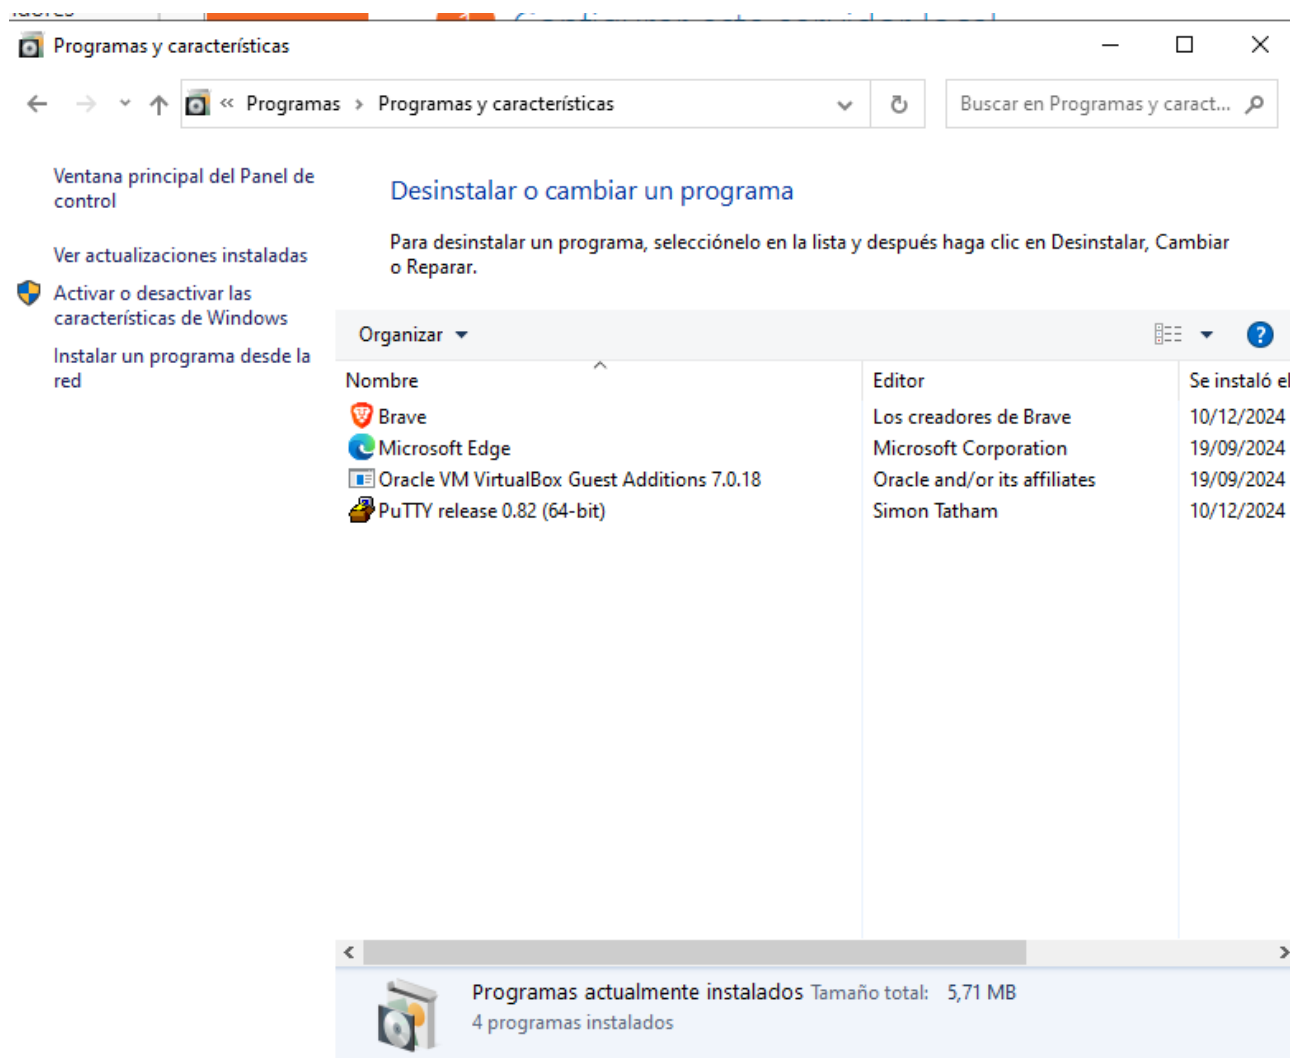 Programas y características
« Programas > Programas y características
Buscar en Programas y caract...
Ventana principal del Panel de
control
Ver actualizaciones instaladas
Activar o desactivar las
características de Windows
Instalar un programa desde la
red
Desinstalar o cambiar un programa
Para desinstalar un programa, selecciónelo en la lista y después haga clic en Desinstalar, Cambiar
o Reparar.
Organizar
Nombre Editor Se instaló el
Brave Los creadores de Brave 10/12/2024
Microsoft Edge Microsoft Corporation 19/09/2024
Oracle VM VirtualBox Guest Additions 7.0.18 Oracle and/or its affiliates 19/09/2024
PuTTY release 0.82 (64-bit) Simon Tatham 10/12/2024
Programas actualmente instalados Tamaño total: 5,71 MB
4 programas instalados